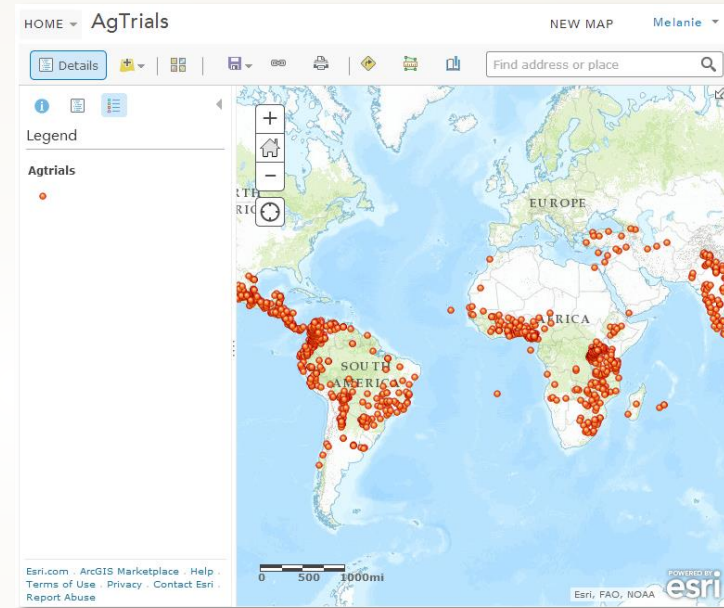 HOME AgTrials NEW MAP Melanie
Details Find address or place
Legend
Agtrials
+
−
RTH
RIC
EUROPE
AFRICA
SOUTH
AMERICA
Esri.com . ArcGIS Marketplace . Help .
Terms of Use . Privacy . Contact Esri .
Report Abuse
0 500 1000mi
Esri, FAO, NOAA
POWERED BY
esri